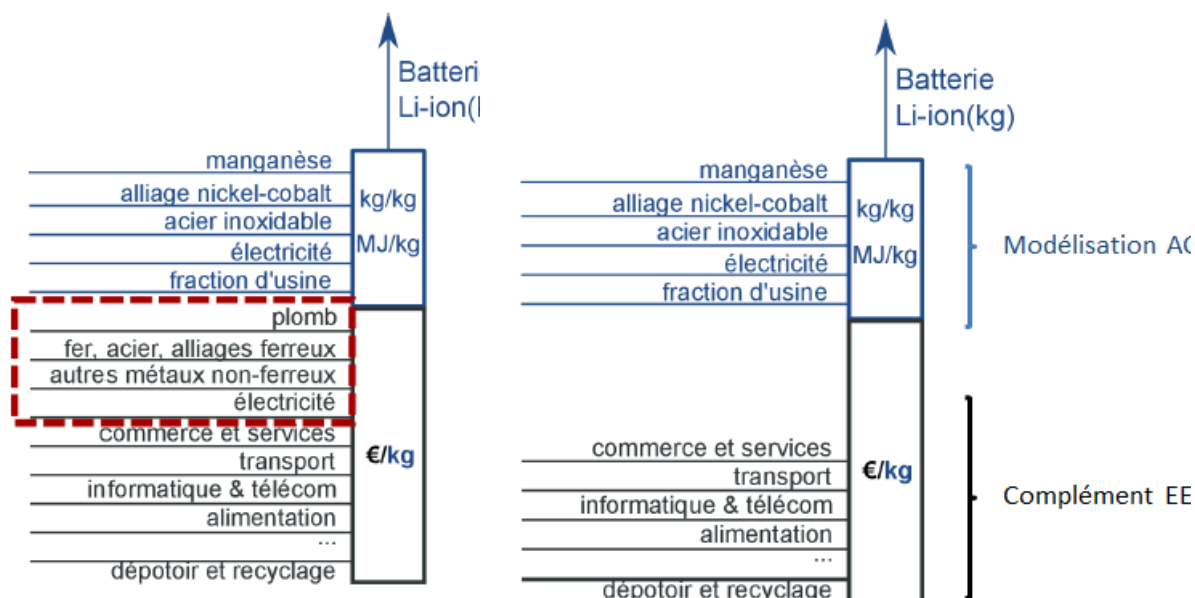 Batteri
Li-ion(
manganèse
alliage nickel-cobalt
acier inoxidable
électricité
fraction d'usine
kg/kg
MJ/kg
plomb
fer, acier, alliages ferreux
autres métaux non-ferreux
électricité
commerce et services
transport
informatique & télécom
alimentation
...
dépotoir et recyclage
€/kg
Batterie
Li-ion(kg)
manganèse
alliage nickel-cobalt
acier inoxidable
électricité
fraction d'usine
kg/kg
MJ/kg
Modélisation AC
commerce et services
transport
informatique & télécom
alimentation
...
dépotoir et recyclage
€/kg
Complément EE